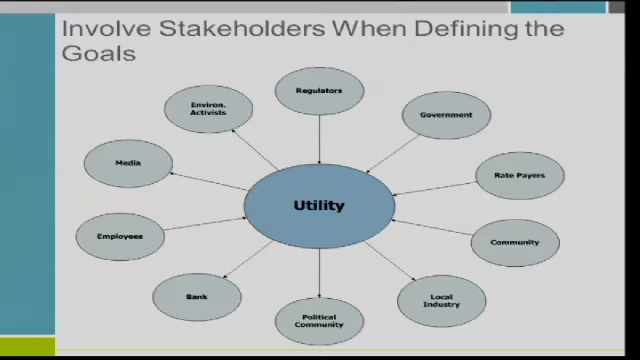 Involve Stakeholders When Defining the
Goals
Regulators
Environ.
Activists
Government
Media
Rate Payers
Utility
Employees
Community
Bank
Local
Industry
Political
Community